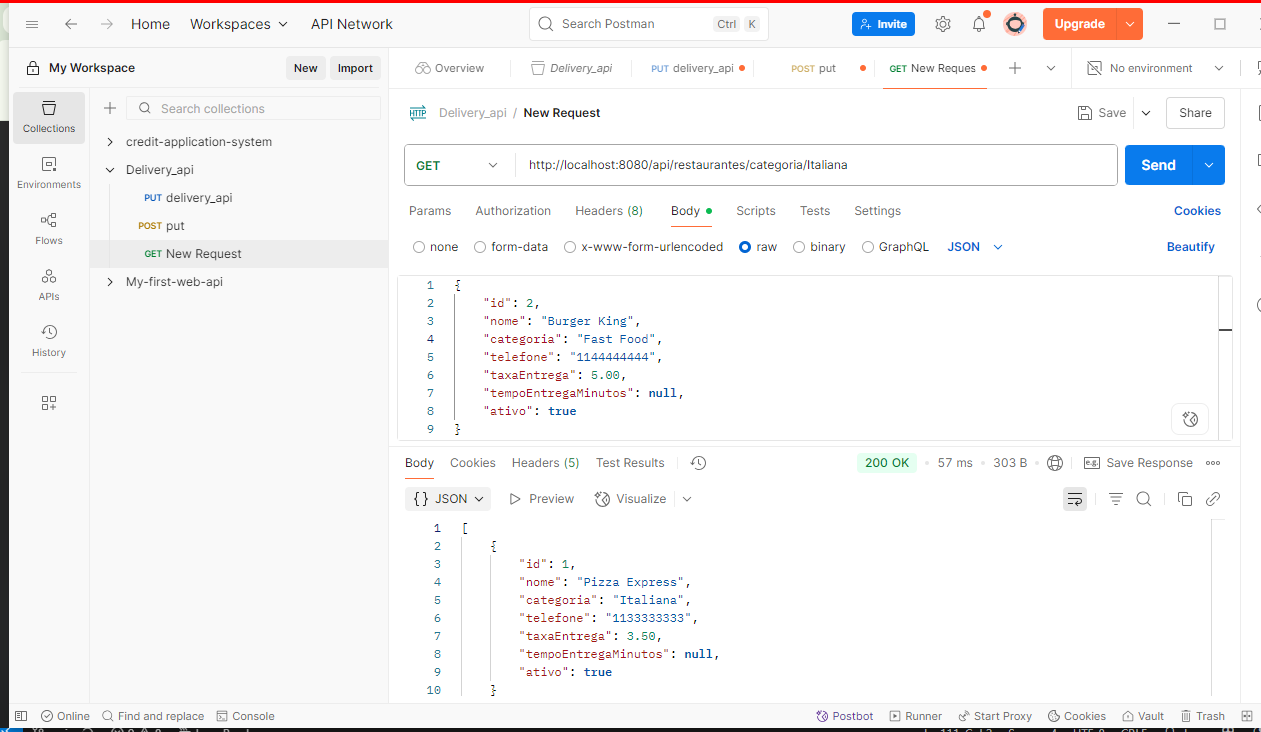 Home Workspaces API Network Search Postman Ctrl K Invite Upgrade
My Workspace New Import Overview Delivery_api PUT delivery_api POST put GET New Reques No environment
Collections
Environments
Flows
APIs
History
Search collections
credit-application-system
Delivery_api
PUT delivery_api
POST put
GET New Request
My-first-web-api
HTTP Delivery_api / New Request Save Share
GET http://localhost:8080/api/restaurantes/categoria/Italiana Send
Params Authorization Headers (8) Body Scripts Tests Settings Cookies
none form-data x-www-form-urlencoded raw binary GraphQL JSON Beautify
1 {
2 "id": 2,
3 "nome": "Burger King",
4 "categoria": "Fast Food",
5 "telefone": "1144444444",
6 "taxaEntrega": 5.00,
7 "tempoEntregaMinutos": null,
8 "ativo": true
9 }
Body Cookies Headers (5) Test Results 200 OK • 57 ms • 303 B • e.g. Save Response
{} JSON Preview Visualize
1 [
2 {
3 "id": 1,
4 "nome": "Pizza Express",
5 "categoria": "Italiana",
6 "telefone": "1133333333",
7 "taxaEntrega": 3.50,
8 "tempoEntregaMinutos": null,
9 "ativo": true
10 }
Online Find and replace Console Postbot Runner Start Proxy Cookies Vault Trash